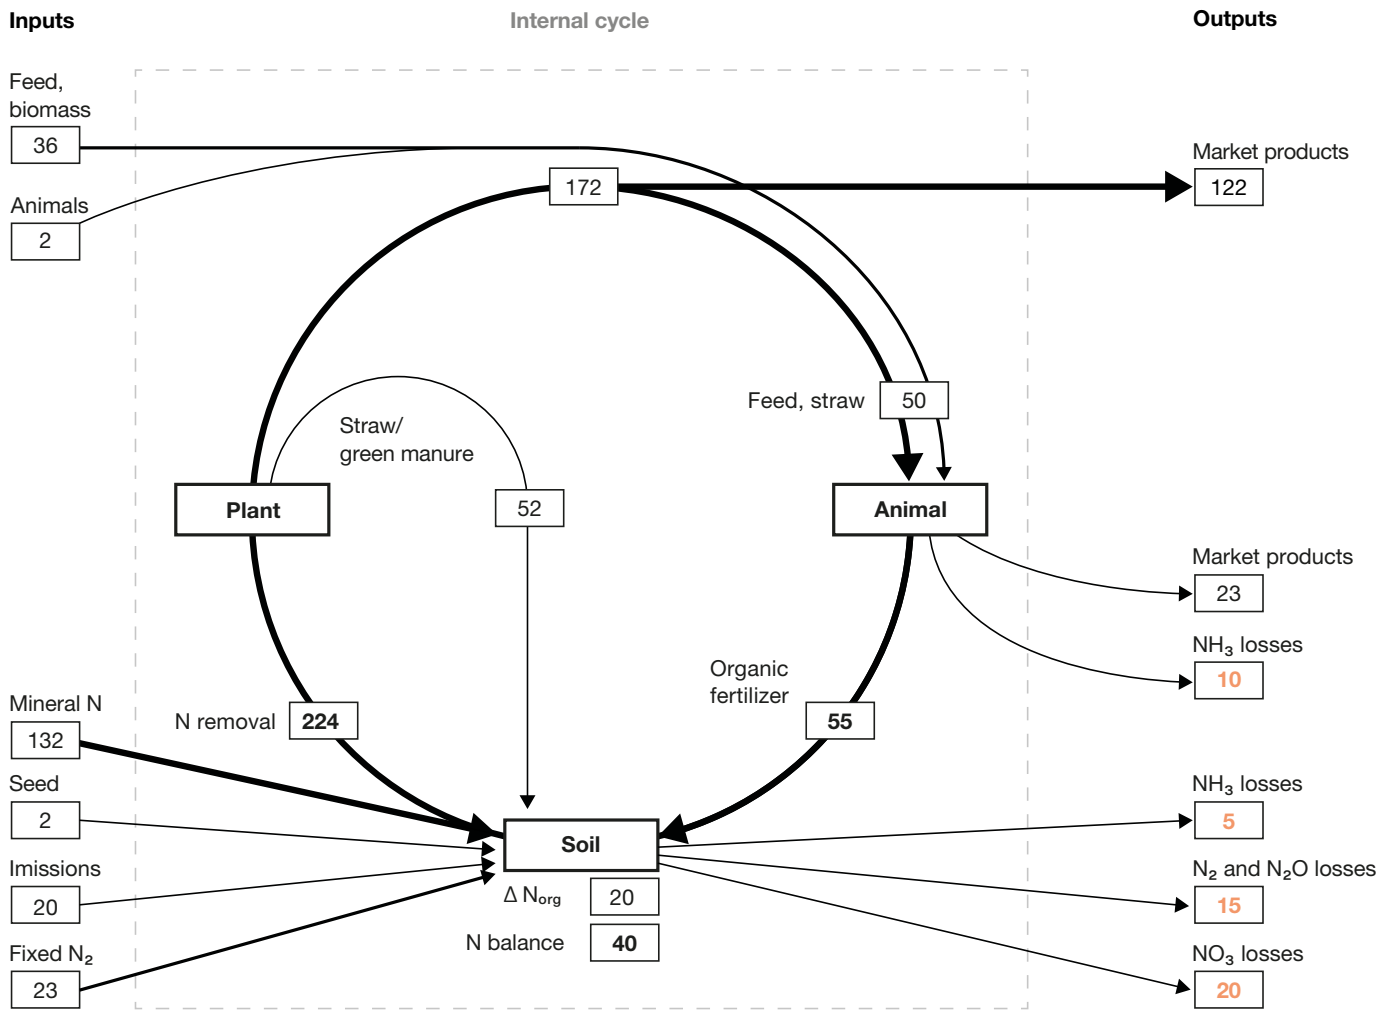 Inputs
Internal cycle
Outputs
Feed,
biomass
36
Animals
2
172
Market products
122
Feed, straw
50
Straw/
green manure
52
Plant
Animal
Market products
23
NH₃ losses
10
Organic
fertilizer
55
N removal
224
Mineral N
132
Seed
2
Imissions
20
Fixed N₂
23
Soil
Δ Norg
20
N balance
40
NH₃ losses
5
N₂ and N₂O losses
15
NO₃ losses
20